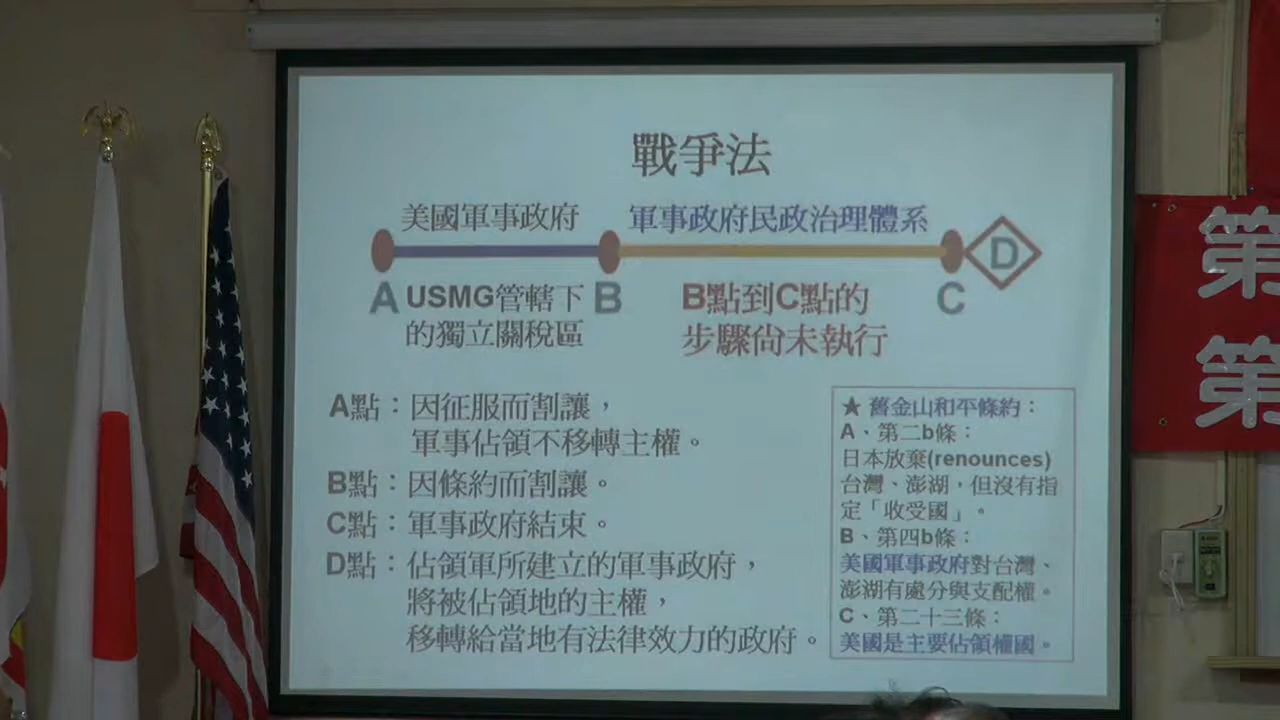 戰爭法
美國軍事政府
軍事政府民政治理體系
D
A
USMG管轄下
的獨立關稅區
B
B點到C點的
步驟尚未執行
C
A點：因征服而割讓，
軍事佔領不移轉主權。
B點：因條約而割讓。
C點：軍事政府結束。
D點：佔領軍所建立的軍事政府，
將被佔領地的主權，
移轉給當地有法律效力的政府。
★ 舊金山和平條約：
A、第二b條：
日本放棄(renounces)
台灣、澎湖，但沒有指
定「收受國」。
B、第四b條：
美國軍事政府對台灣、
澎湖有處分與支配權。
C、第二十三條：
美國是主要佔領權國。
第
第